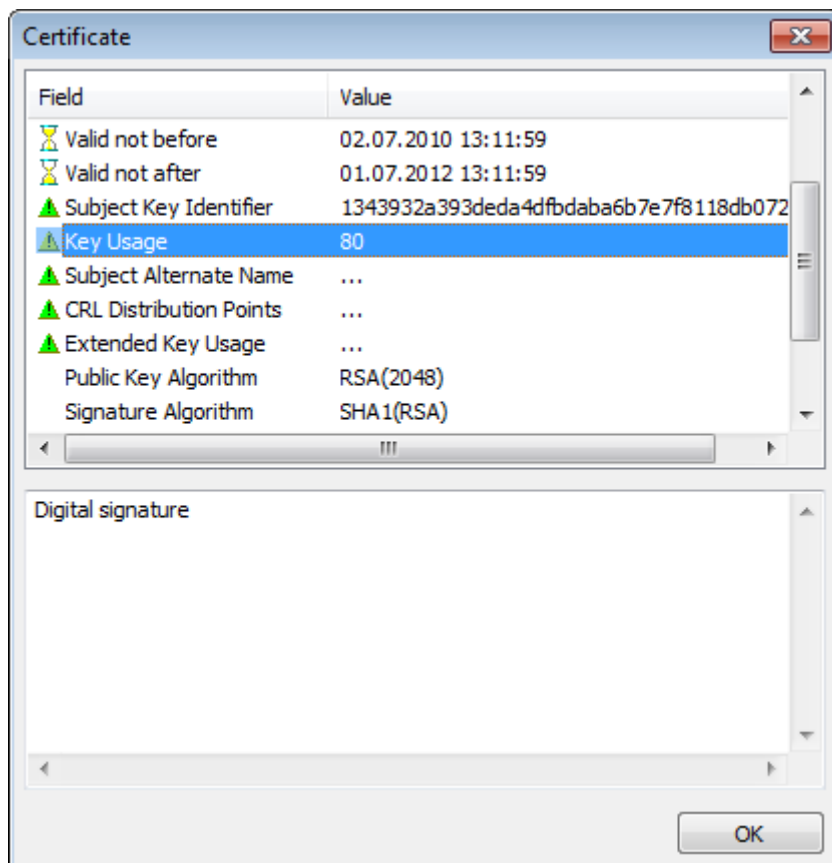 Certificate
Field Value
Valid not before 02.07.2010 13:11:59
Valid not after 01.07.2012 13:11:59
Subject Key Identifier 1343932a393deda4dfbdaba6b7e7f8118db072
Key Usage 80
Subject Alternate Name ...
CRL Distribution Points ...
Extended Key Usage ...
Public Key Algorithm RSA(2048)
Signature Algorithm SHA1(RSA)
Digital signature
OK